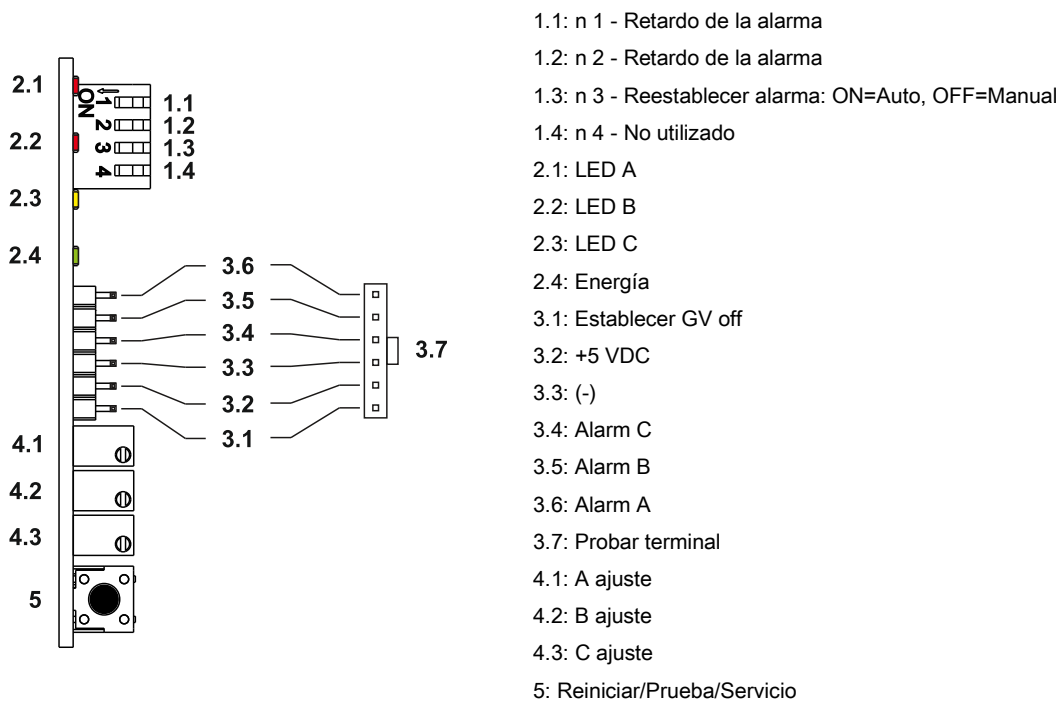 2.1
2.2
2.3
2.4
ON
1
2
3
4
1.1
1.2
1.3
1.4
3.6
3.5
3.4
3.3
3.2
3.1
3.7
4.1
4.2
4.3
5
1.1: n 1 - Retardo de la alarma
1.2: n 2 - Retardo de la alarma
1.3: n 3 - Reestablecer alarma: ON=Auto, OFF=Manual
1.4: n 4 - No utilizado
2.1: LED A
2.2: LED B
2.3: LED C
2.4: Energía
3.1: Establecer GV off
3.2: +5 VDC
3.3: (-)
3.4: Alarm C
3.5: Alarm B
3.6: Alarm A
3.7: Probar terminal
4.1: A ajuste
4.2: B ajuste
4.3: C ajuste
5: Reiniciar/Prueba/Servicio